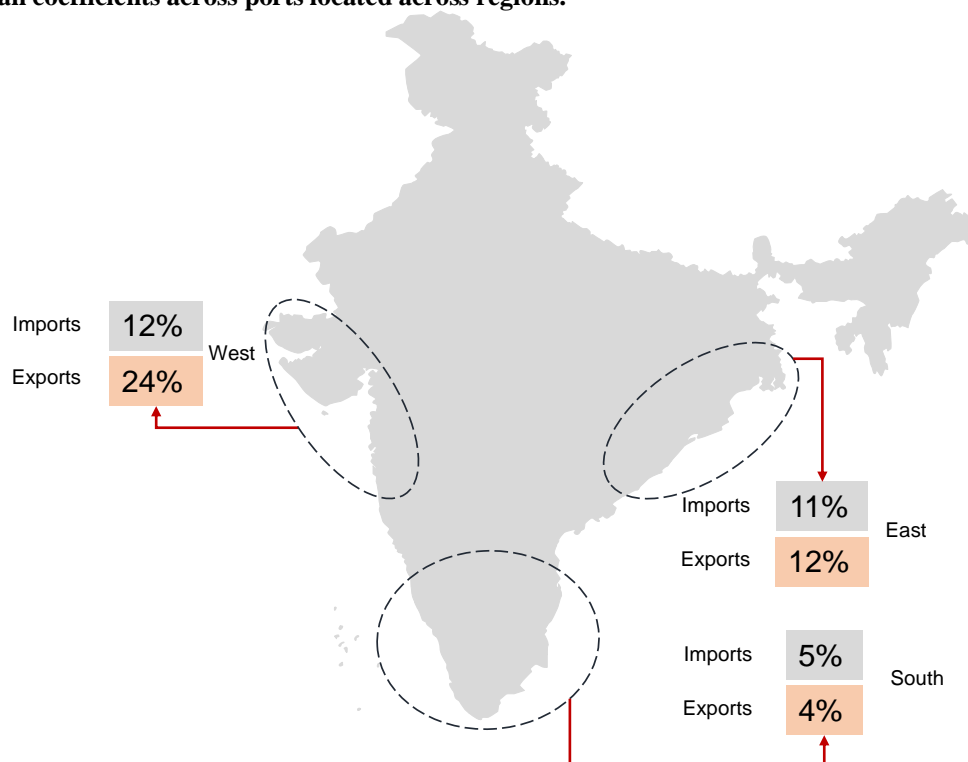 coefficients across ports located across regions.
Imports 12%
West
Exports 24%
Imports 11%
East
Exports 12%
Imports 5%
South
Exports 4%